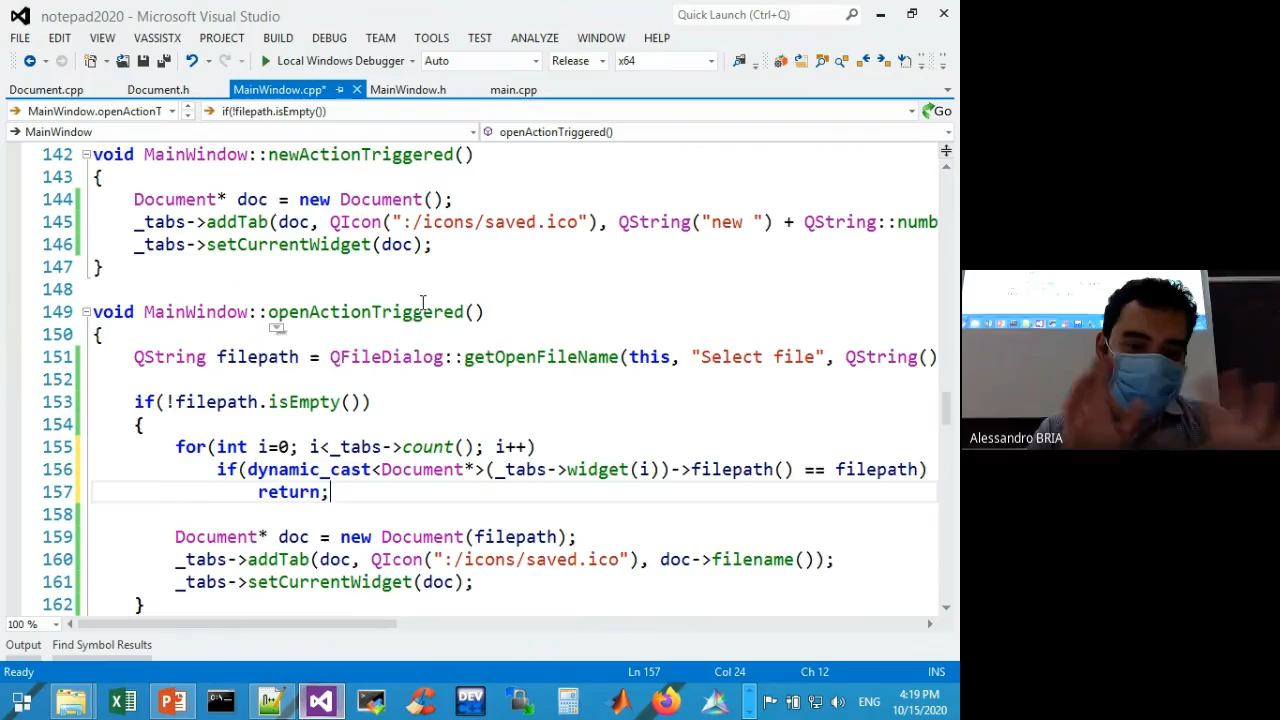 notepad2020 - Microsoft Visual Studio
Quick Launch (Ctrl+Q)
FILE EDIT VIEW VASSISTX PROJECT BUILD DEBUG TEAM TOOLS TEST ANALYZE WINDOW HELP
Local Windows Debugger Auto Release x64
Document.cpp Document.h MainWindow.cpp* MainWindow.h main.cpp
MainWindow.openActionT if(!filepath.isEmpty()) Go
MainWindow openActionTriggered()
142 void MainWindow::newActionTriggered()
143 {
144 Document* doc = new Document();
145 _tabs->addTab(doc, QIcon(":/icons/saved.ico"), QString("new ") + QString::numb
146 _tabs->setCurrentWidget(doc);
147 }
148
149 void MainWindow::openActionTriggered()
150 {
151 QString filepath = QFileDialog::getOpenFileName(this, "Select file", QString()
152
153 if(!filepath.isEmpty())
154 {
155 for(int i=0; i<_tabs->count(); i++)
156 if(dynamic_cast<Document*>(_tabs->widget(i))->filepath() == filepath)
157 return;
158
159 Document* doc = new Document(filepath);
160 _tabs->addTab(doc, QIcon(":/icons/saved.ico"), doc->filename());
161 _tabs->setCurrentWidget(doc);
162 }
100 %
Output Find Symbol Results
Ready Ln 157 Col 24 Ch 12 INS
DEV
ENG
4:19 PM
10/15/2020
Alessandro BRIA